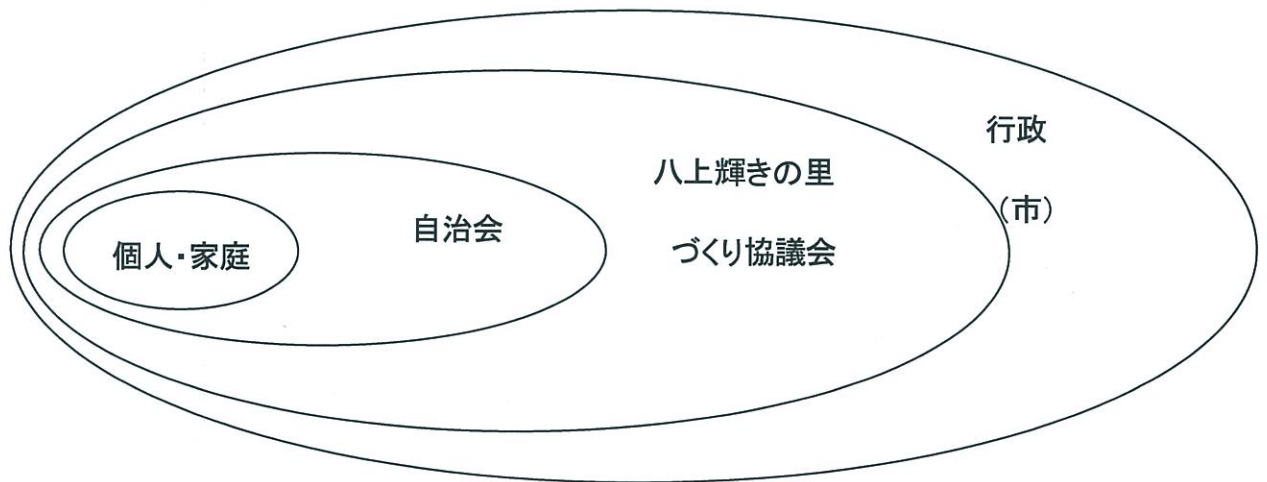 個人・家庭
自治会
八上輝きの里
づくり協議会
行政
(市)